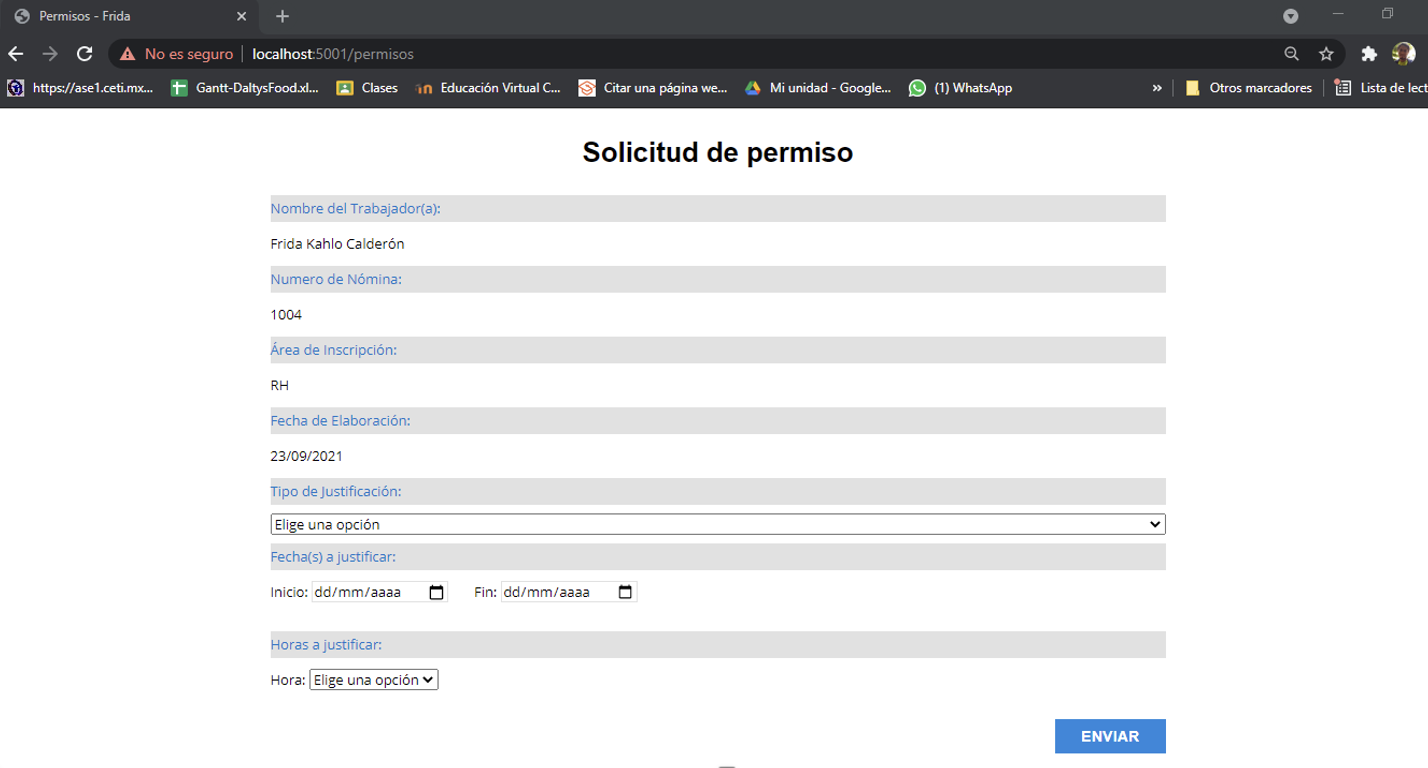 Permisos - Frida
No es seguro localhost:5001/permisos
https://ase1.ceti.mx... Gantt-DaltysFood.xl... Clases Educación Virtual C... Citar una página we... Mi unidad - Google... (1) WhatsApp » Otros marcadores Lista de lect
Solicitud de permiso
Nombre del Trabajador(a):
Frida Kahlo Calderón
Numero de Nómina:
1004
Área de Inscripción:
RH
Fecha de Elaboración:
23/09/2021
Tipo de Justificación:
Elige una opción
Fecha(s) a justificar:
Inicio: dd/mm/aaaa Fin: dd/mm/aaaa
Horas a justificar:
Hora: Elige una opción
ENVIAR